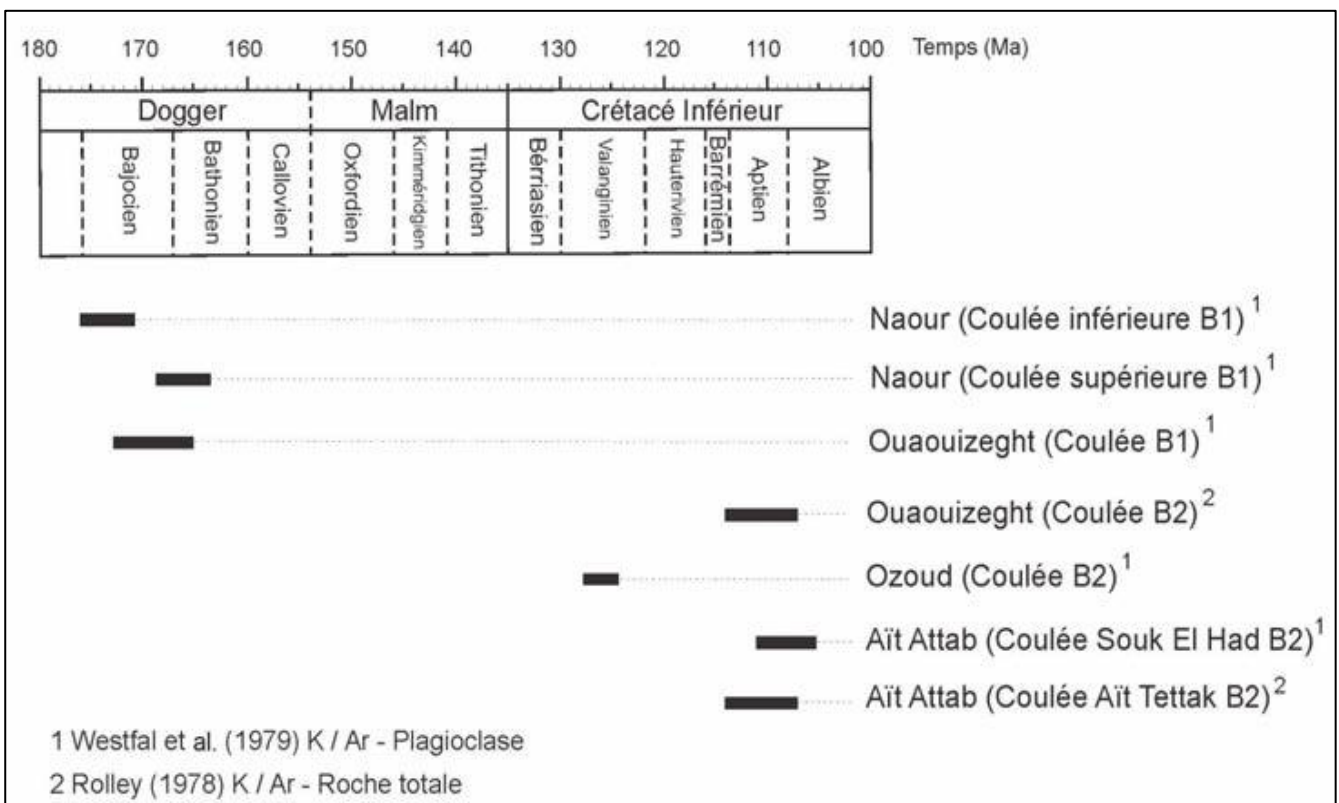 180 170 160 150 140 130 120 110 100 Temps (Ma)
Dogger Malm Crétacé Inférieur
Bajocien
Bathonien
Callovien
Oxfordien
Kimméridgien
Tithonien
Bérriasien
Valanginien
Hauterivien
Barrémien
Aptien
Albien
Naour (Coulée inférieure B1) 1
Naour (Coulée supérieure B1) 1
Ouaouizeght (Coulée B1) 1
Ouaouizeght (Coulée B2) 2
Ozoud (Coulée B2) 1
Aït Attab (Coulée Souk El Had B2) 1
Aït Attab (Coulée Aït Tettak B2) 2
1 Westfal et al. (1979) K / Ar - Plagioclase
2 Rolley (1978) K / Ar - Roche totale